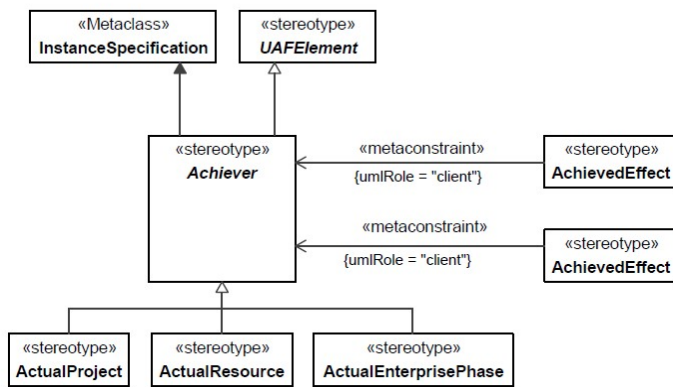 «Metaclass»
InstanceSpecification
«stereotype»
UAFElement
«stereotype»
Achiever
«metaconstraint»
{umlRole = "client"}
«stereotype»
AchievedEffect
«metaconstraint»
{umlRole = "client"}
«stereotype»
AchievedEffect
«stereotype»
ActualProject
«stereotype»
ActualResource
«stereotype»
ActualEnterprisePhase